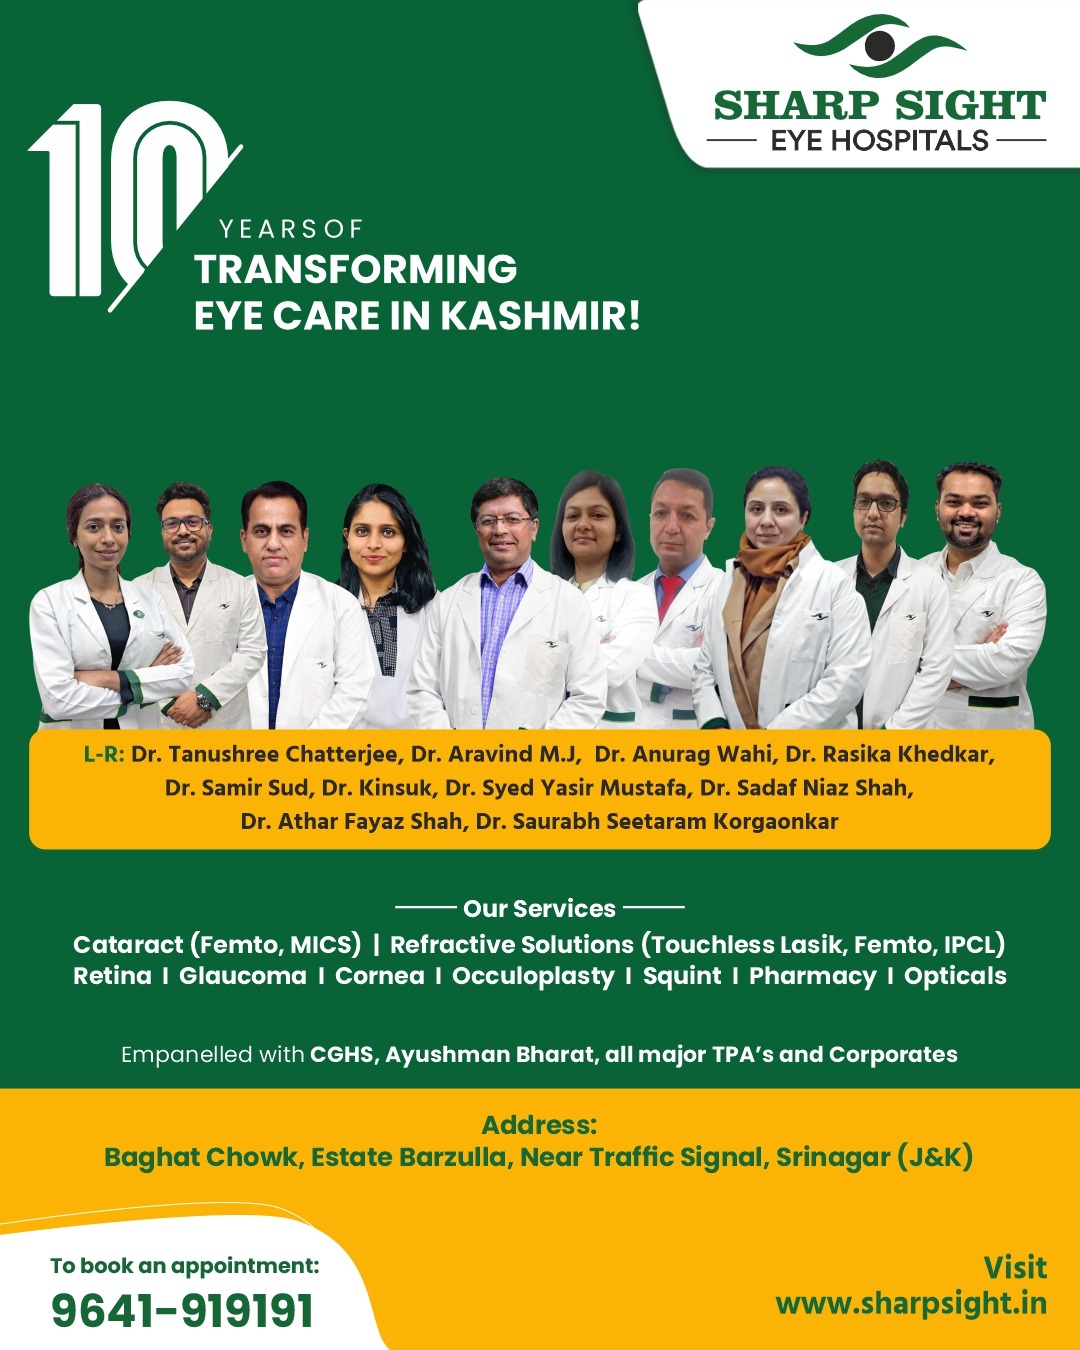 SHARP SIGHT
EYE HOSPITALS
10
YEARS OF
TRANSFORMING
EYE CARE IN KASHMIR!
L-R: Dr. Tanushree Chatterjee, Dr. Aravind M.J, Dr. Anurag Wahi, Dr. Rasika Khedkar,
Dr. Samir Sud, Dr. Kinsuk, Dr. Syed Yasir Mustafa, Dr. Sadaf Niaz Shah,
Dr. Athar Fayaz Shah, Dr. Saurabh Seetaram Korgaonkar
Our Services
Cataract (Femto, MICS) | Refractive Solutions (Touchless Lasik, Femto, IPCL)
Retina I Glaucoma I Cornea I Occuloplasty I Squint I Pharmacy I Opticals
Empanelled with CGHS, Ayushman Bharat, all major TPA's and Corporates
Address:
Baghat Chowk, Estate Barzulla, Near Traffic Signal, Srinagar (J&K)
To book an appointment:
9641-919191
Visit
www.sharpsight.in